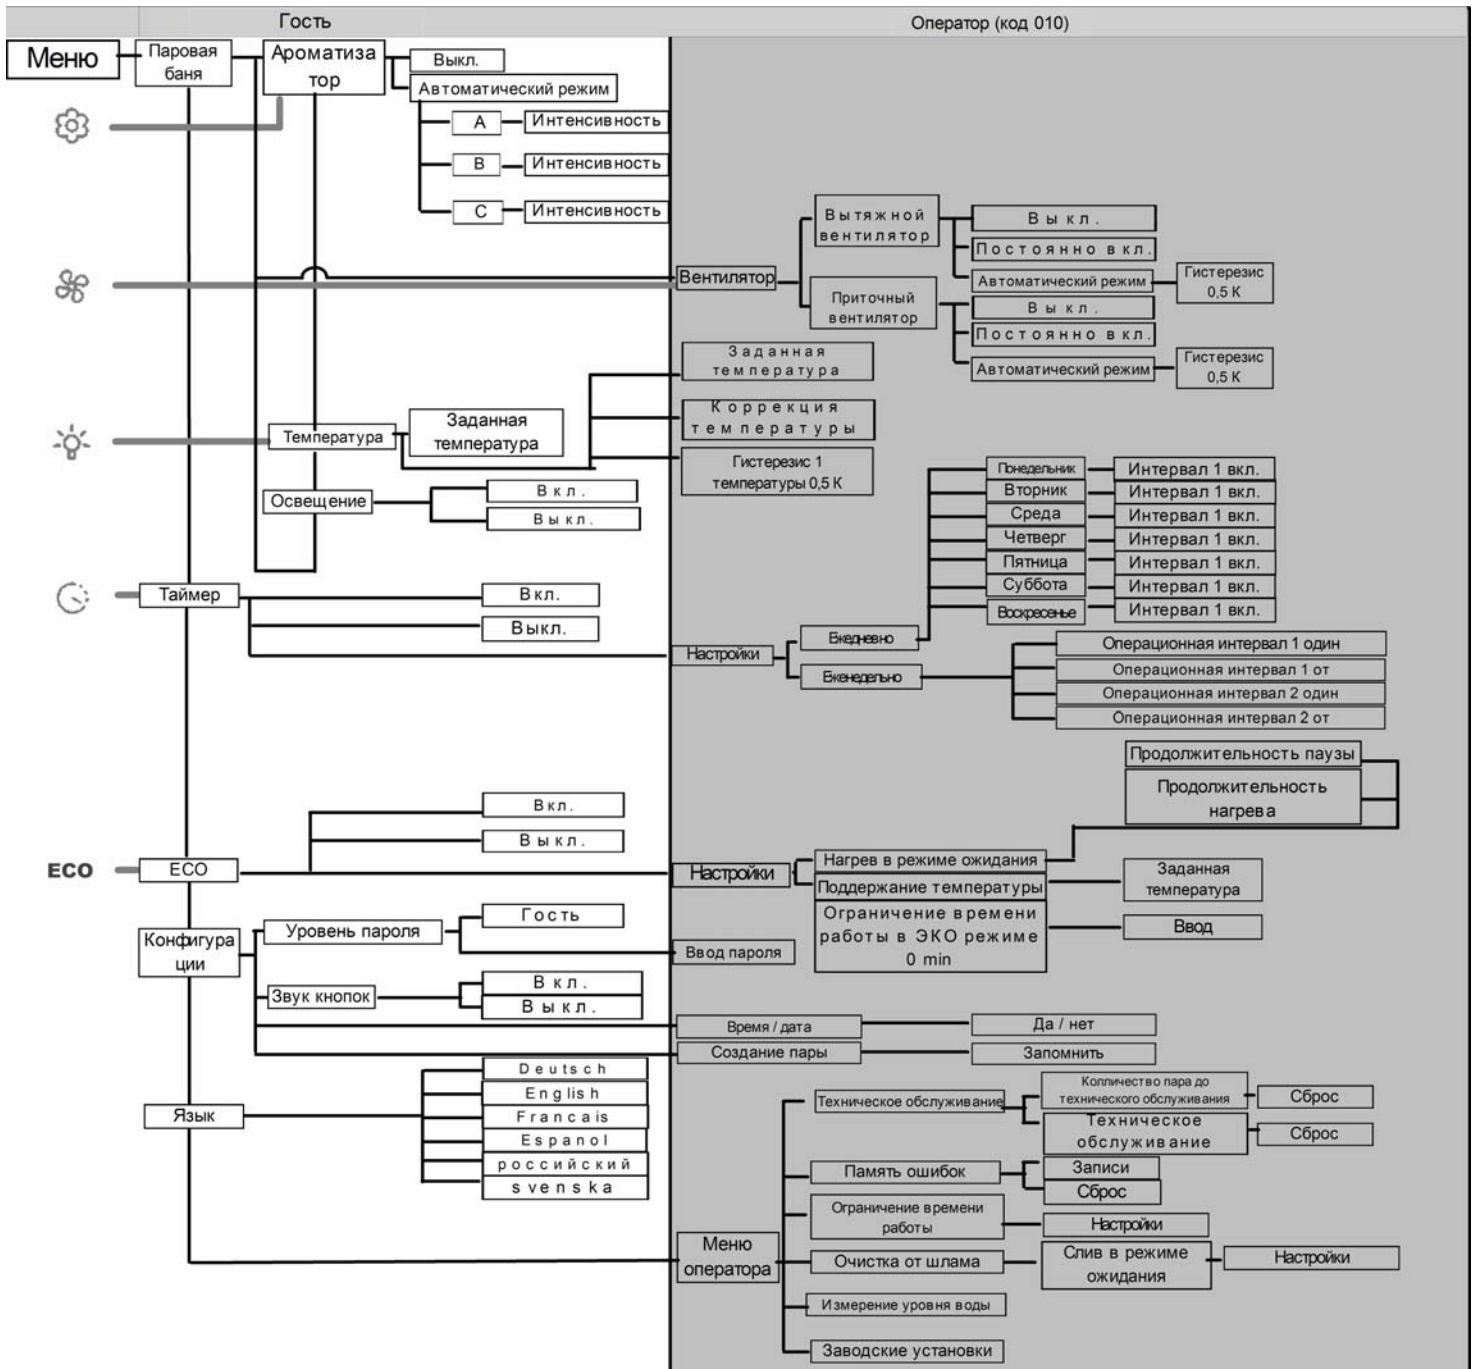 Гость
Оператор (код 010)
Меню
Паровая
баня
Ароматиза
тор
Выкл.
Автоматический режим
A
Интенсивность
B
Интенсивность
C
Интенсивность
Вентилятор
Вытяжной
вентилятор
Выкл.
Постоянно вкл.
Автоматический режим
Гистерезис
0,5 К
Приточный
вентилятор
Выкл.
Постоянно вкл.
Автоматический режим
Гистерезис
0,5 К
Температура
Заданная
температура
Заданная
температура
Коррекция
температуры
Гистерезис 1
температуры 0,5 К
Освещение
Вкл.
Выкл.
Таймер
Вкл.
Выкл.
Настройки
Ежедневно
Понедельник
Интервал 1 вкл.
Вторник
Интервал 1 вкл.
Среда
Интервал 1 вкл.
Четверг
Интервал 1 вкл.
Пятница
Интервал 1 вкл.
Суббота
Интервал 1 вкл.
Воскресенье
Интервал 1 вкл.
Еженедельно
Операционная интервал 1 один
Операционная интервал 1 от
Операционная интервал 2 один
Операционная интервал 2 от
ECO
ECO
Вкл.
Выкл.
Настройки
Нагрев в режиме ожидания
Продолжительность паузы
Продолжительность
нагрева
Поддержание температуры
Заданная
температура
Ограничение времени
работы в ЭКО режиме
0 min
Ввод
Конфигура
ции
Уровень пароля
Гость
Ввод пароля
Звук кнопок
Вкл.
Выкл.
Время / дата
Да / нет
Создание пары
Запомнить
Язык
Deutsch
English
Francais
Espanol
российский
svenska
Меню
оператора
Техническое обслуживание
Колличество пара до
технического обслуживания
Сброс
Техническое
обслуживание
Сброс
Память ошибок
Записи
Сброс
Ограничение времени
работы
Настройки
Очистка от шлама
Слив в режиме
ожидания
Настройки
Измерение уровня воды
Заводские установки